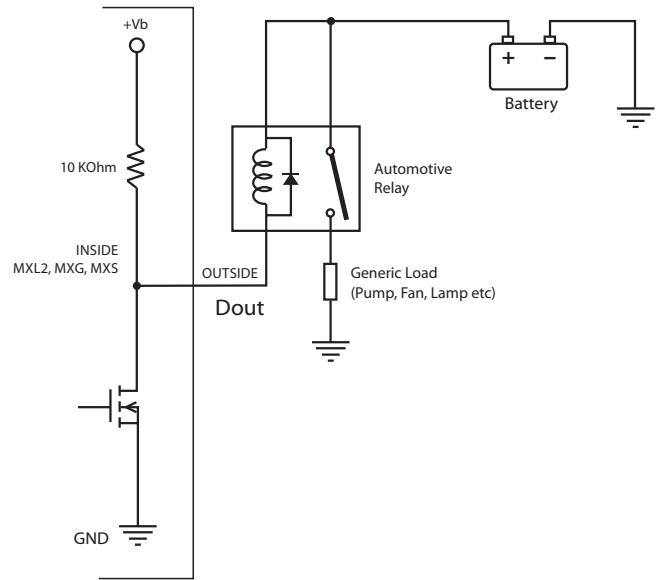 +Vb
+ −
Battery
10 KOhm
Automotive
Relay
INSIDE
MXL2, MXG, MXS
OUTSIDE
Generic Load
(Pump, Fan, Lamp etc)
Dout
GND